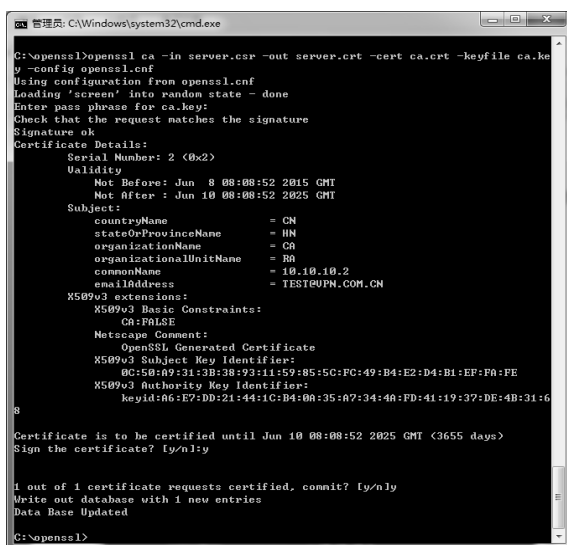 管理员: C:\Windows\system32\cmd.exe
C:\openssl>openssl ca -in server.csr -out server.crt -cert ca.crt -keyfile ca.ke
y -config openssl.cnf
Using configuration from openssl.cnf
Loading 'screen' into random state - done
Enter pass phrase for ca.key:
Check that the request matches the signature
Signature ok
Certificate Details:
Serial Number: 2 (0x2)
Validity
Not Before: Jun  8 08:08:52 2015 GMT
Not After : Jun 10 08:08:52 2025 GMT
Subject:
countryName = CN
stateOrProvinceName = HN
organizationName = CA
organizationalUnitName = RA
commonName = 10.10.10.2
emailAddress = TEST@VPN.COM.CN
X509v3 extensions:
X509v3 Basic Constraints:
CA:FALSE
Netscape Comment:
OpenSSL Generated Certificate
X509v3 Subject Key Identifier:
0C:50:A9:31:3B:38:93:11:59:85:5C:FC:49:B4:E2:D4:B1:EF:FA:FE
X509v3 Authority Key Identifier:
keyid:A6:E7:DD:21:44:1C:B4:0A:35:A7:34:4A:FD:41:19:37:DE:4B:31:6
8
Certificate is to be certified until Jun 10 08:08:52 2025 GMT (3655 days)
Sign the certificate? [y/n]:y
1 out of 1 certificate requests certified, commit? [y/n]y
Write out database with 1 new entries
Data Base Updated
C:\openssl>